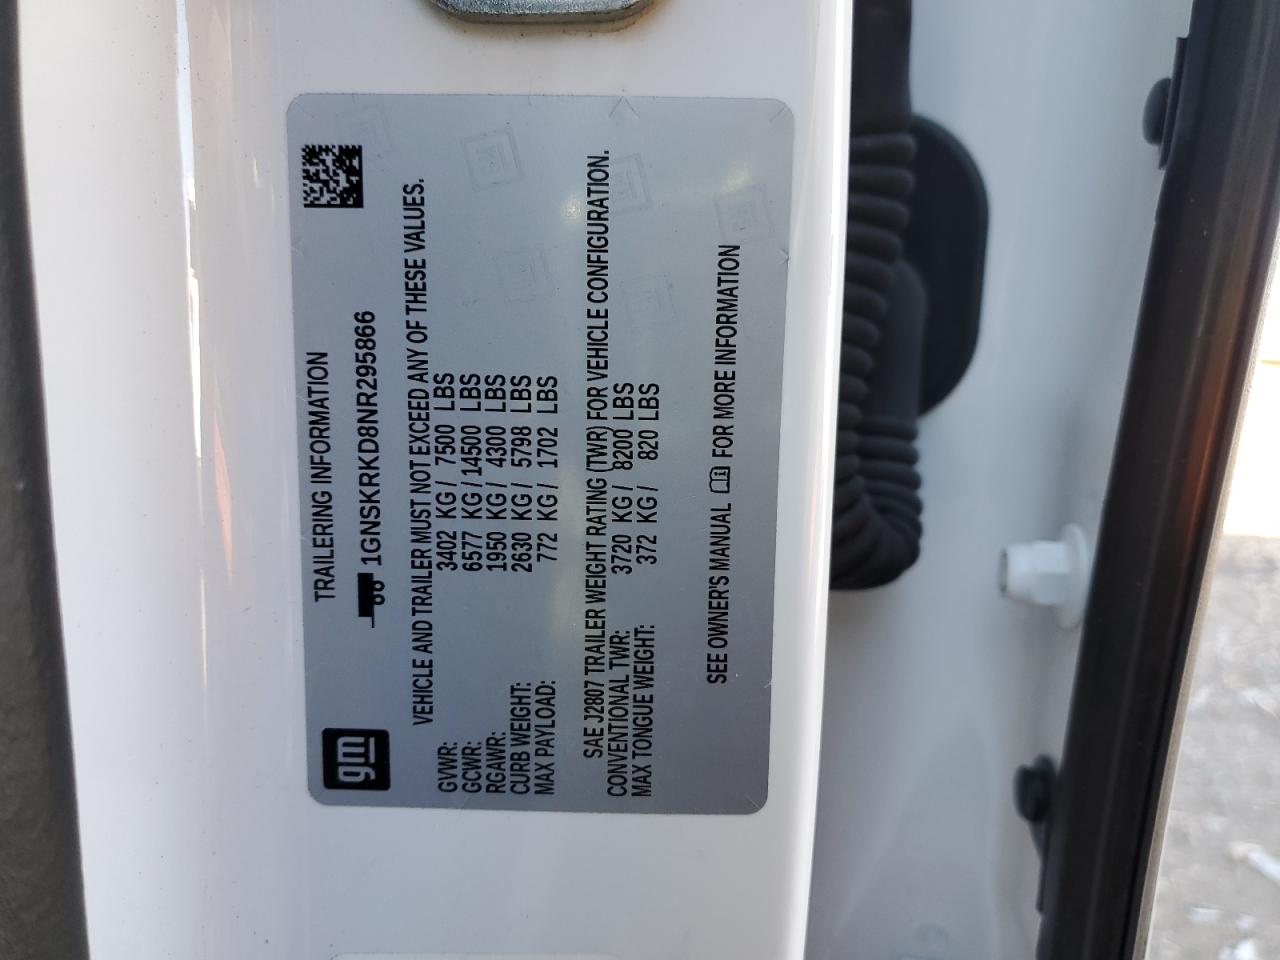 gm
TRAILERING INFORMATION
1GNSKRKD8NR295866
VEHICLE AND TRAILER MUST NOT EXCEED ANY OF THESE VALUES.
GVWR: 3402 KG / 7500 LBS
GCWR: 6577 KG / 14500 LBS
RGAWR: 1950 KG / 4300 LBS
CURB WEIGHT: 2630 KG / 5798 LBS
MAX PAYLOAD: 772 KG / 1702 LBS
SAE J2807 TRAILER WEIGHT RATING (TWR) FOR VEHICLE CONFIGURATION.
CONVENTIONAL TWR: 3720 KG / 8200 LBS
MAX TONGUE WEIGHT: 372 KG / 820 LBS
SEE OWNER'S MANUAL FOR MORE INFORMATION